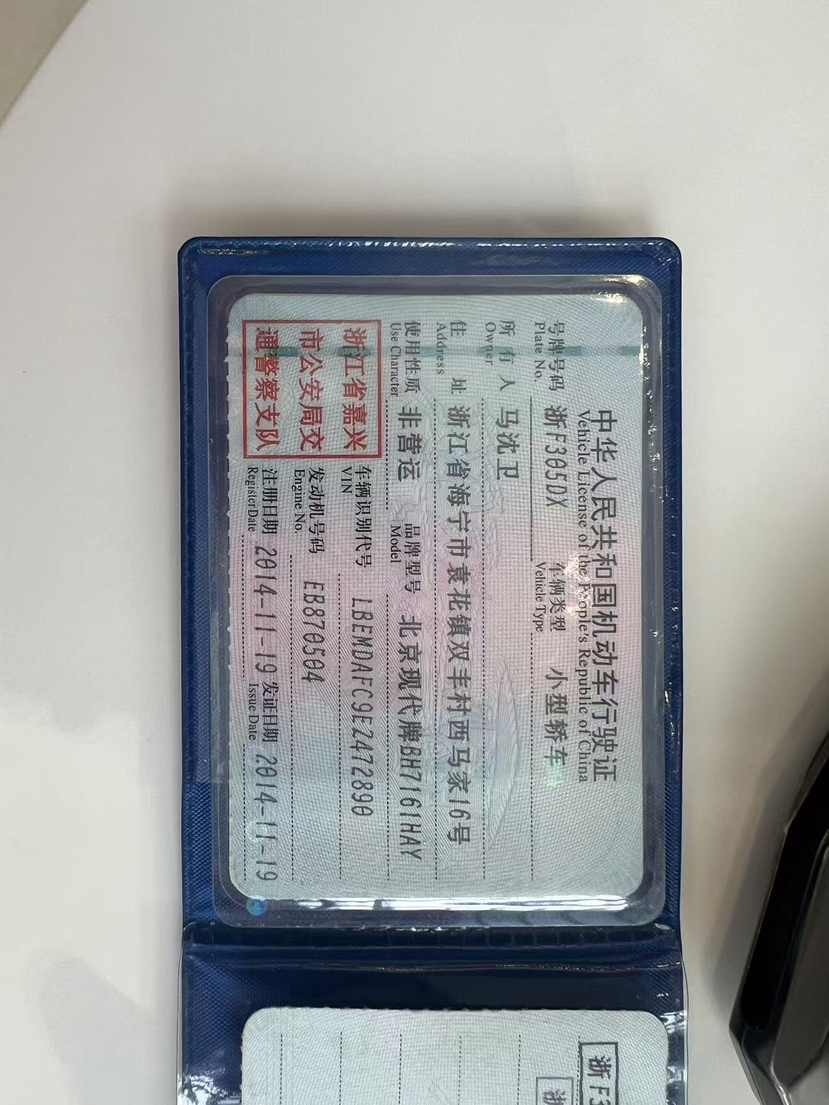 中华人民共和国机动车行驶证
Vehicle License of the People's Republic of China
号牌号码 浙F305DX 车辆类型 小型轿车
Plate No. Vehicle Type
所有人 马沈卫
Owner
住址 浙江省海宁市袁花镇双丰村西马家16号
Address
使用性质 非营运 品牌型号 北京现代牌BH7161HAY
Use Character Model
浙江省嘉兴
市公安局交
通警察支队
车辆识别代号 LBEMDAFC9EZ472890
VIN
发动机号码 EB870504
Engine No.
注册日期 2014-11-19 发证日期 2014-11-19
Register Date Issue Date